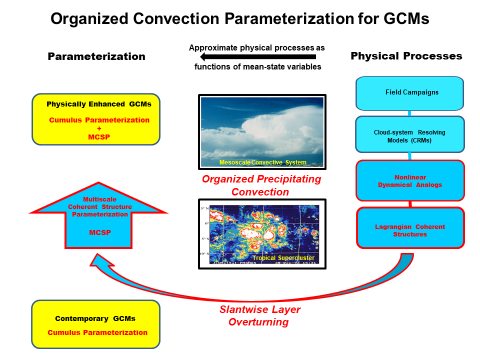 Organized Convection Parameterization for GCMs
Parameterization
Approximate physical processes as
functions of mean-state variables
Physical Processes
Physically Enhanced GCMs
Cumulus Parameterization
+
MCSP
Mesoscale Convective System
Organized Precipitating
Convection
Tropical Supercluster
Field Campaigns
Cloud-system Resolving
Models (CRMs)
Nonlinear
Dynamical Analogs
Lagrangian Coherent
Structures
Multiscale
Coherent Structure
Parameterization
MCSP
Slantwise Layer
Overturning
Contemporary GCMs
Cumulus Parameterization